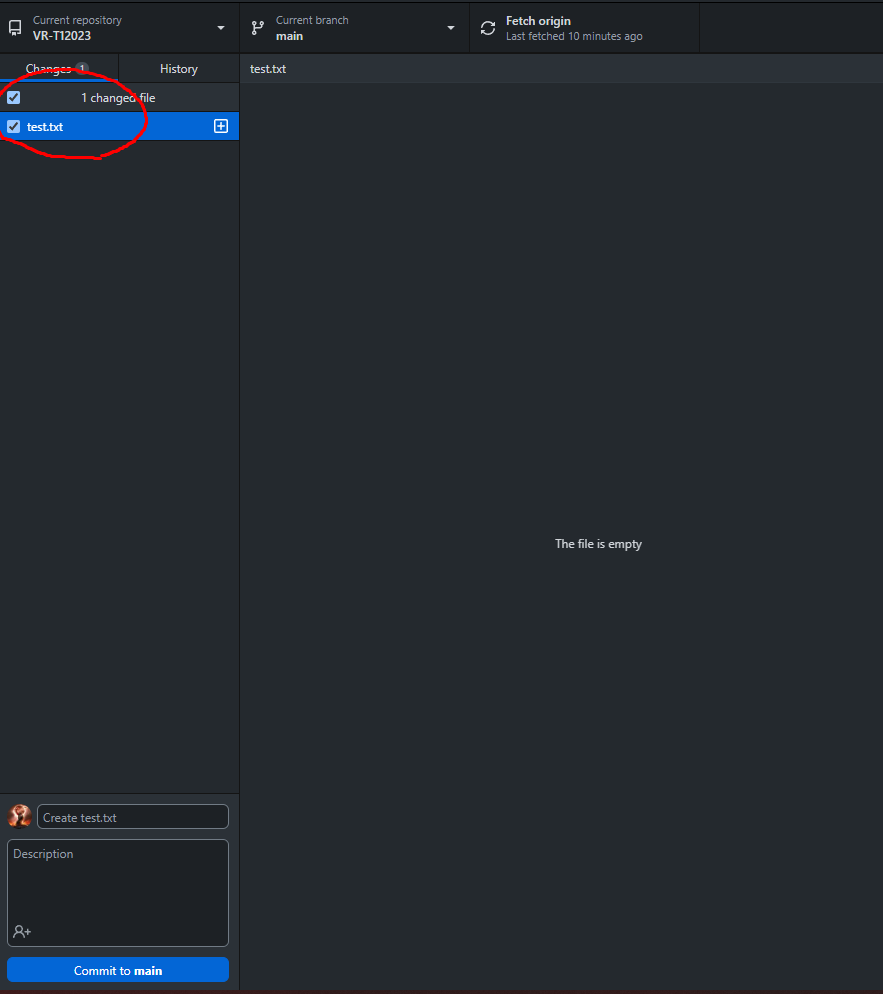 Current repository
VR-T12023
Current branch
main
Fetch origin
Last fetched 10 minutes ago
Changes 1
History
test.txt
1 changed file
test.txt
The file is empty
Create test.txt
Description
Commit to main